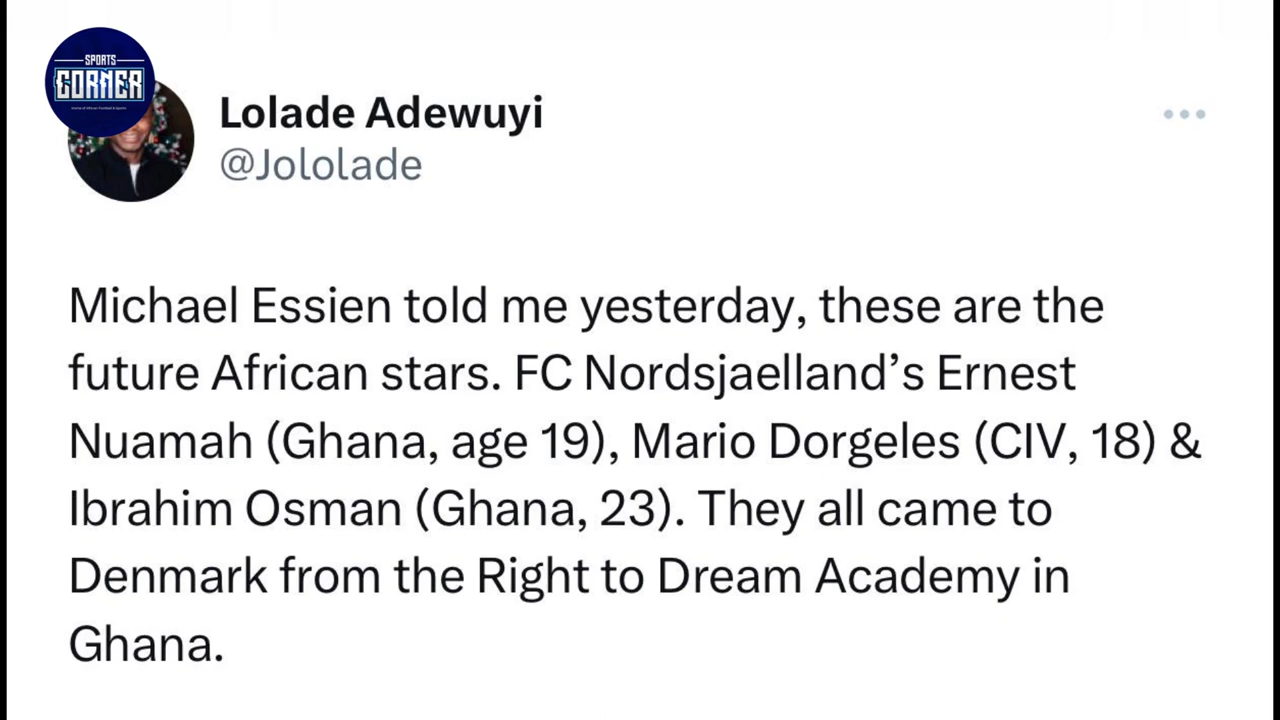 SPORTS
CORNER
Lolade Adewuyi
@Jololade
Michael Essien told me yesterday, these are the
future African stars. FC Nordsjaelland’s Ernest
Nuamah (Ghana, age 19), Mario Dorgeles (CIV, 18) &
Ibrahim Osman (Ghana, 23). They all came to
Denmark from the Right to Dream Academy in
Ghana.